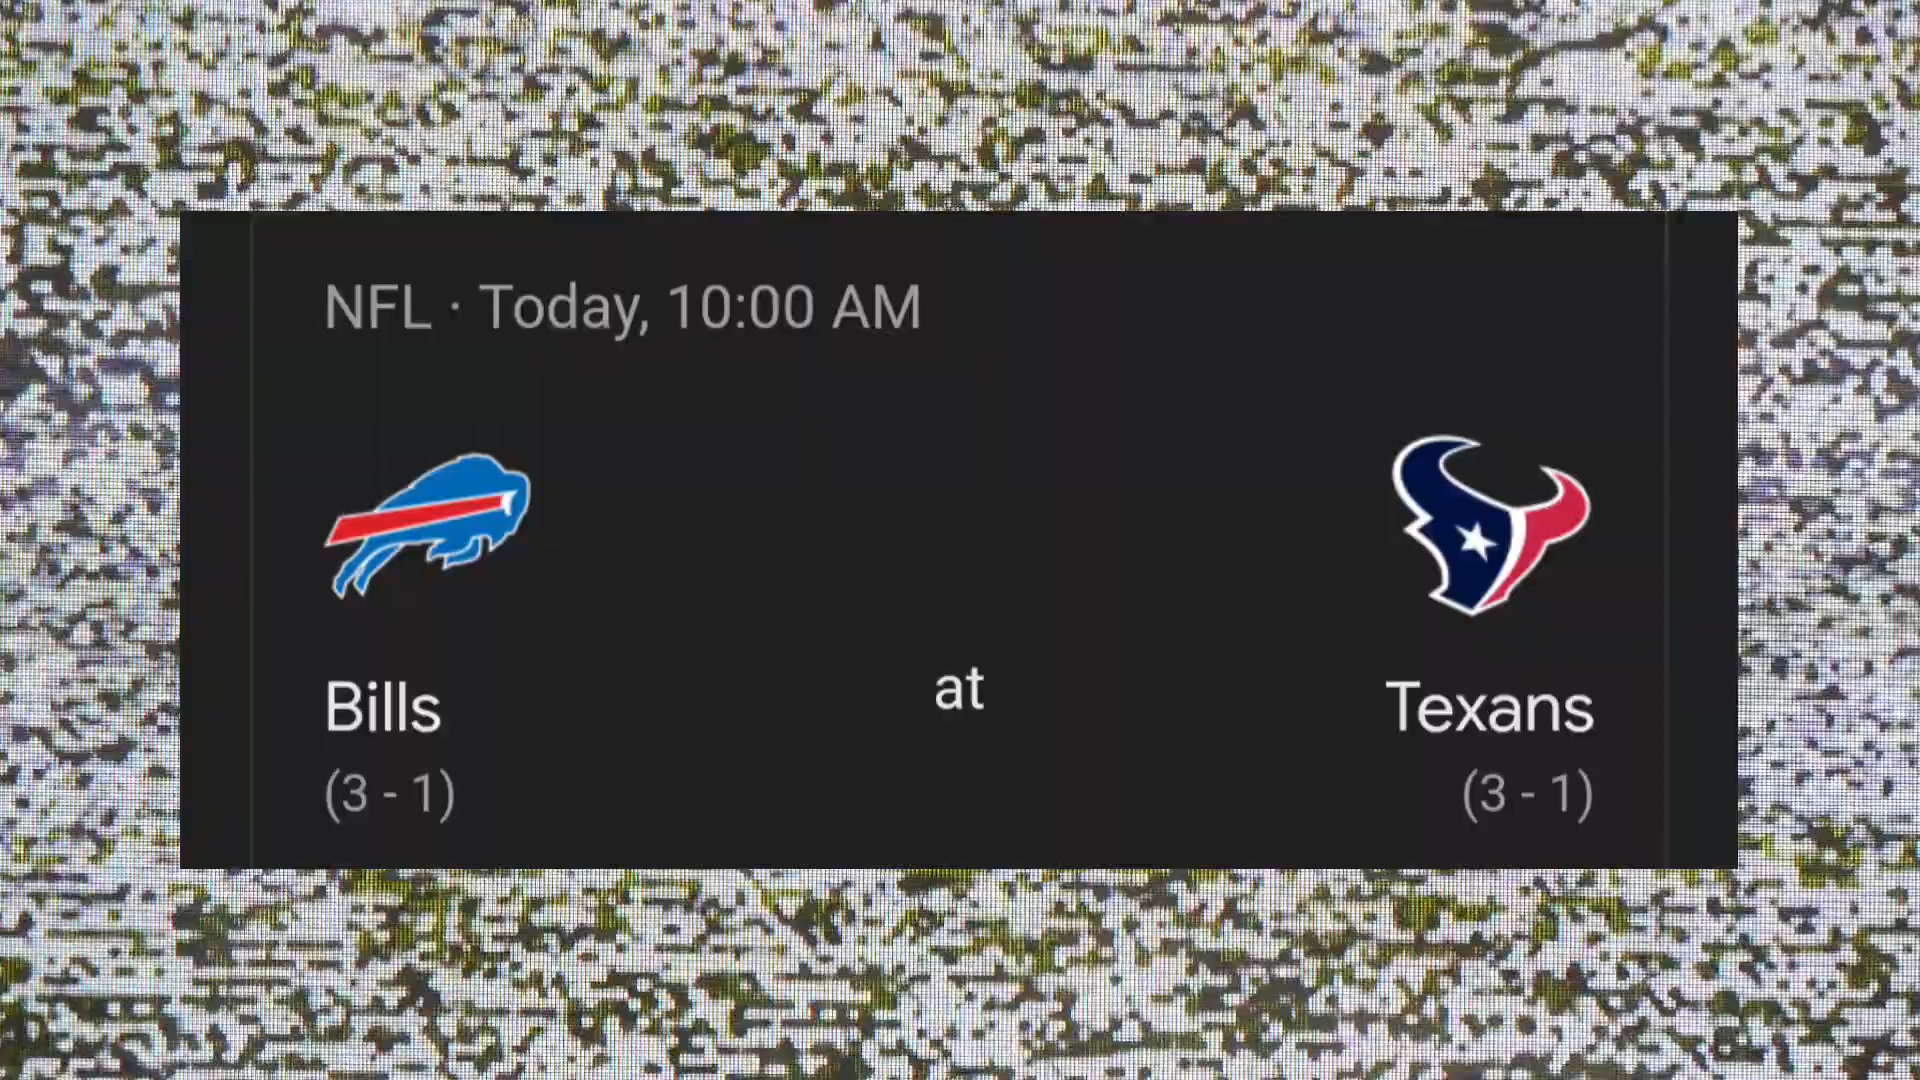 NFL · Today, 10:00 AM
Bills at Texans
(3 - 1) (3 - 1)